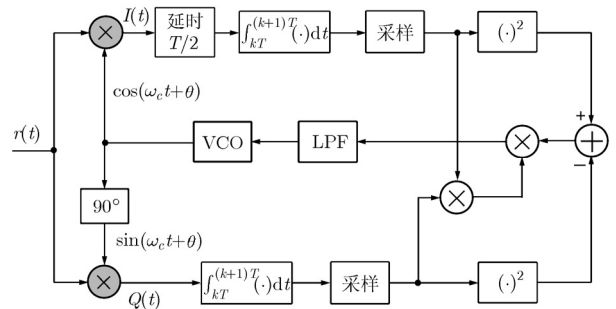 I(t)
延时
T/2
∫_{kT}^{(k+1)T}(·)dt
采样
(·)²
cos(ω_c t+θ)
+
r(t)
VCO
LPF
−
90°
sin(ω_c t+θ)
∫_{kT}^{(k+1)T}(·)dt
采样
(·)²
Q(t)